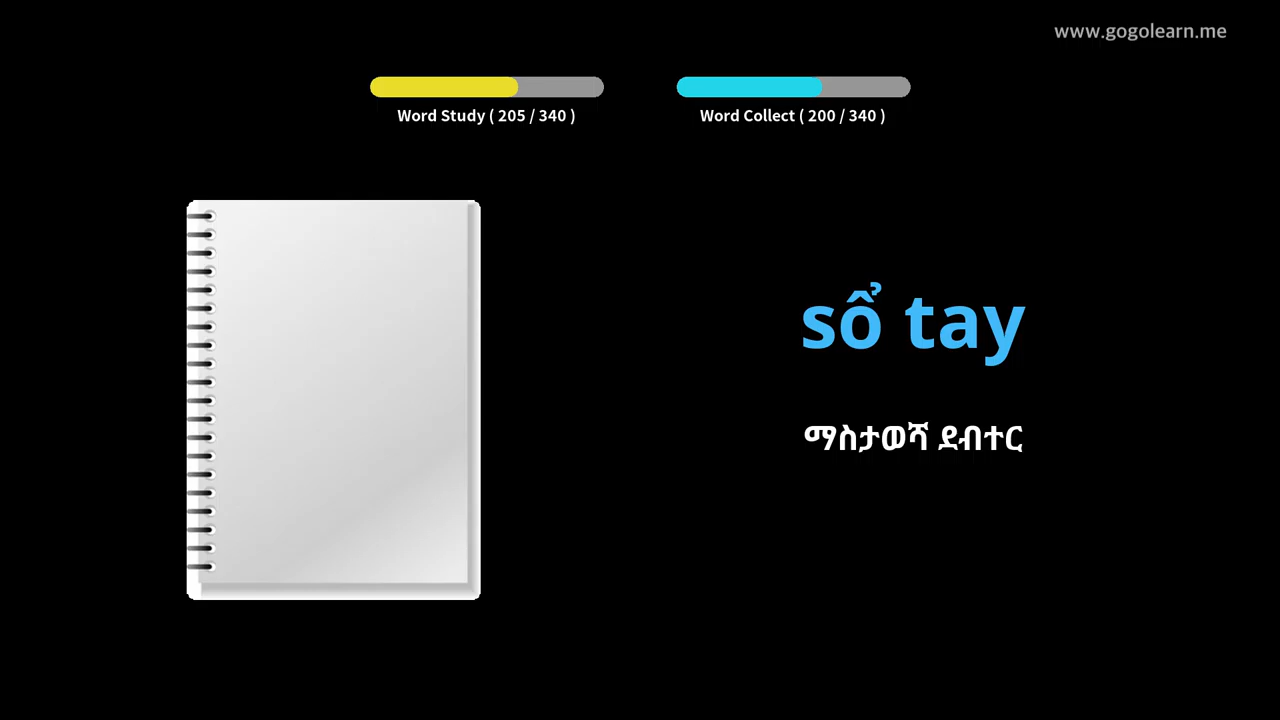 www.gogolearn.me
Word Study ( 205 / 340 )
Word Collect ( 200 / 340 )
sổ tay
ማስታወሻ ደብተር